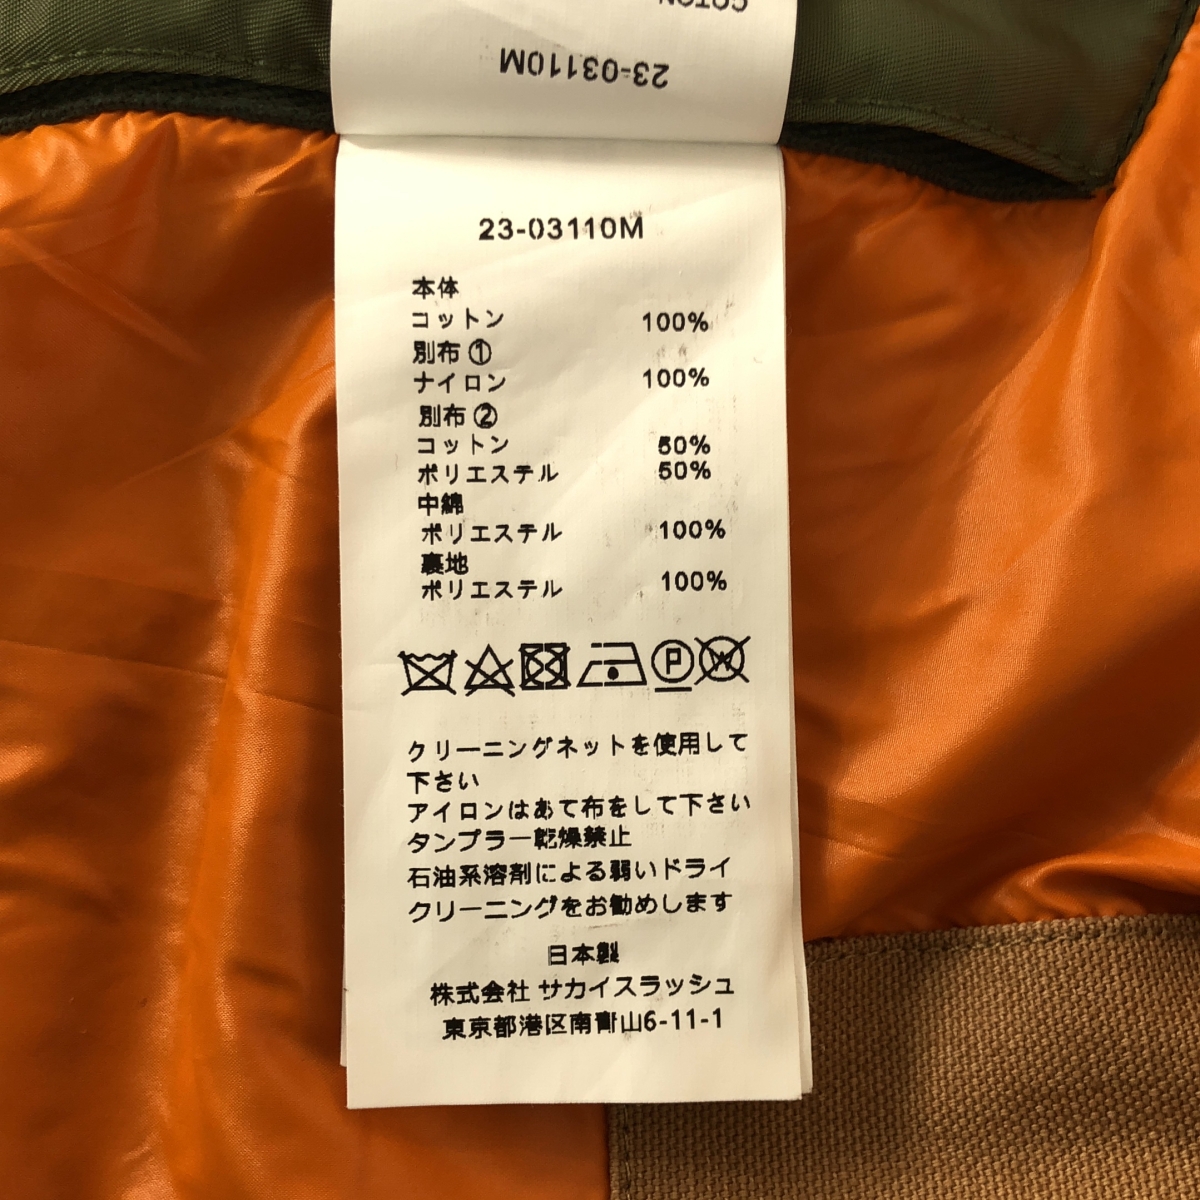 COTON
23-03110M
23-03110M
本体
コットン 100%
別布①
ナイロン 100%
別布②
コットン 50%
ポリエステル 50%
中綿
ポリエステル 100%
裏地
ポリエステル 100%
P W
クリーニングネットを使用して
下さい
アイロンはあて布をして下さい
タンブラー乾燥禁止
石油系溶剤による弱いドライ
クリーニングをお勧めします
日本製
株式会社 サカイスラッシュ
東京都港区南青山6-11-1